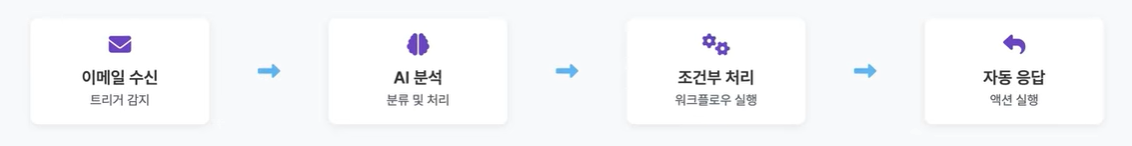 이메일 수신
트리거 감지
AI 분석
분류 및 처리
조건부 처리
워크플로우 실행
자동 응답
액션 실행